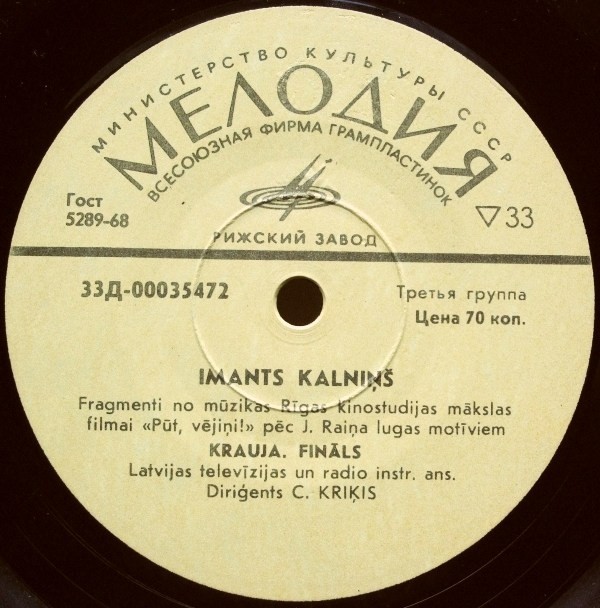 МИНИСТЕРСТВО КУЛЬТУРЫ СССР
МЕЛОДИЯ
ВСЕСОЮЗНАЯ ФИРМА ГРАМПЛАСТИНОК
Гост
5289-68
33
РИЖСКИЙ ЗАВОД
33Д-00035472
Третья группа
Цена 70 коп.
IMANTS KALNIŅŠ
Fragmenti no mūzikas Rīgas kinostudijas mākslas
filmai «Pūt, vējiņi!» pēc J. Raiņa lugas motīviem
KRAUJA. FINĀLS
Latvijas televīzijas un radio instr. ans.
Diriģents C. KRIĶIS